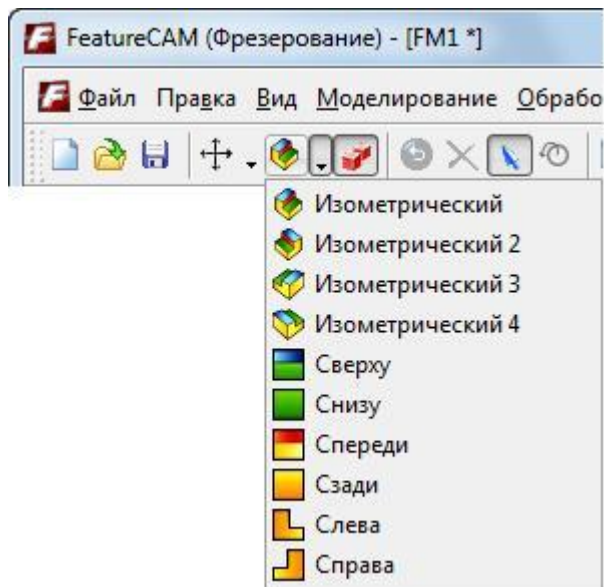 FeatureCAM (Фрезерование) - [FM1 *]
Файл Правка Вид Моделирование Обрабо
Изометрический
Изометрический 2
Изометрический 3
Изометрический 4
Сверху
Снизу
Спереди
Сзади
Слева
Справа